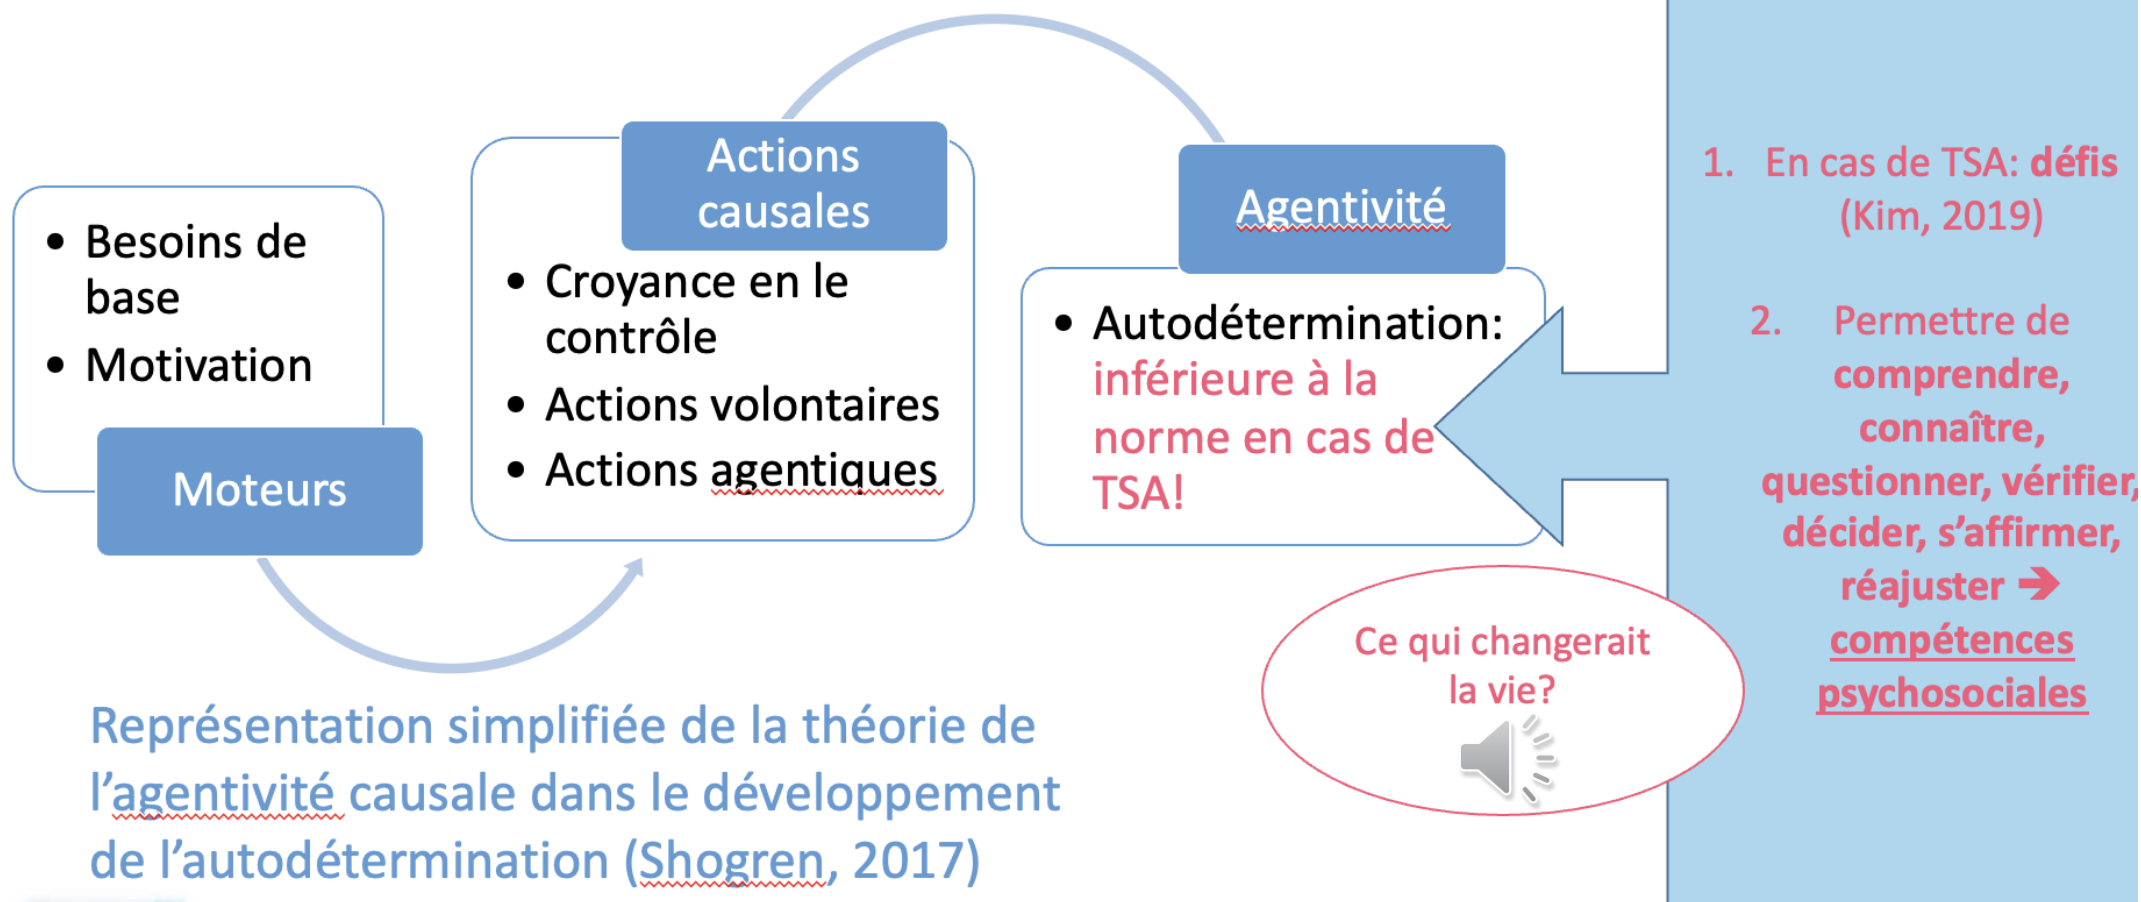 • Besoins de
base
• Motivation
Moteurs
Actions
causales
• Croyance en le
contrôle
• Actions volontaires
• Actions agentiques
Agentivité
• Autodétermination:
inférieure à la
norme en cas de
TSA!
1. En cas de TSA: défis
(Kim, 2019)
2. Permettre de
comprendre,
connaître,
questionner, vérifier,
décider, s’affirmer,
réajuster ➔
compétences
psychosociales
Ce qui changerait
la vie?
Représentation simplifiée de la théorie de
l’agentivité causale dans le développement
de l’autodétermination (Shogren, 2017)